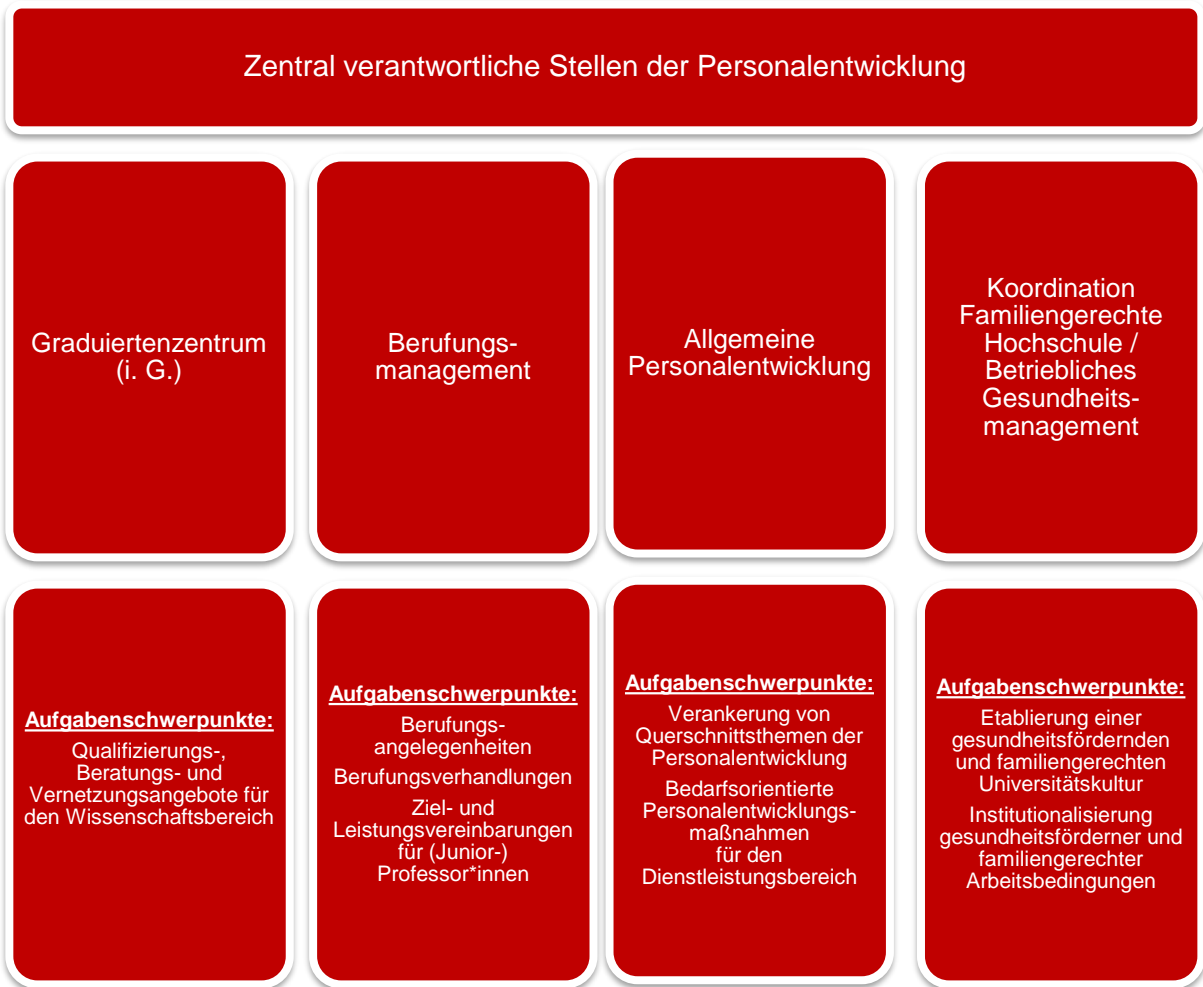 Zentral verantwortliche Stellen der Personalentwicklung
Graduiertenzentrum
(i. G.)
Berufungs-
management
Allgemeine
Personalentwicklung
Koordination
Familiengerechte
Hochschule /
Betriebliches
Gesundheits-
management
Aufgabenschwerpunkte:
Qualifizierungs-,
Beratungs- und
Vernetzungsangebote für
den Wissenschaftsbereich
Aufgabenschwerpunkte:
Berufungs-
angelegenheiten
Berufungsverhandlungen
Ziel- und
Leistungsvereinbarungen
für (Junior-)
Professor*innen
Aufgabenschwerpunkte:
Verankerung von
Querschnittsthemen der
Personalentwicklung
Bedarfsorientierte
Personalentwicklungs-
maßnahmen
für den
Dienstleistungsbereich
Aufgabenschwerpunkte:
Etablierung einer
gesundheitsfördernden
und familiengerechten
Universitätskultur
Institutionalisierung
gesundheitsförderner und
familiengerechter
Arbeitsbedingungen